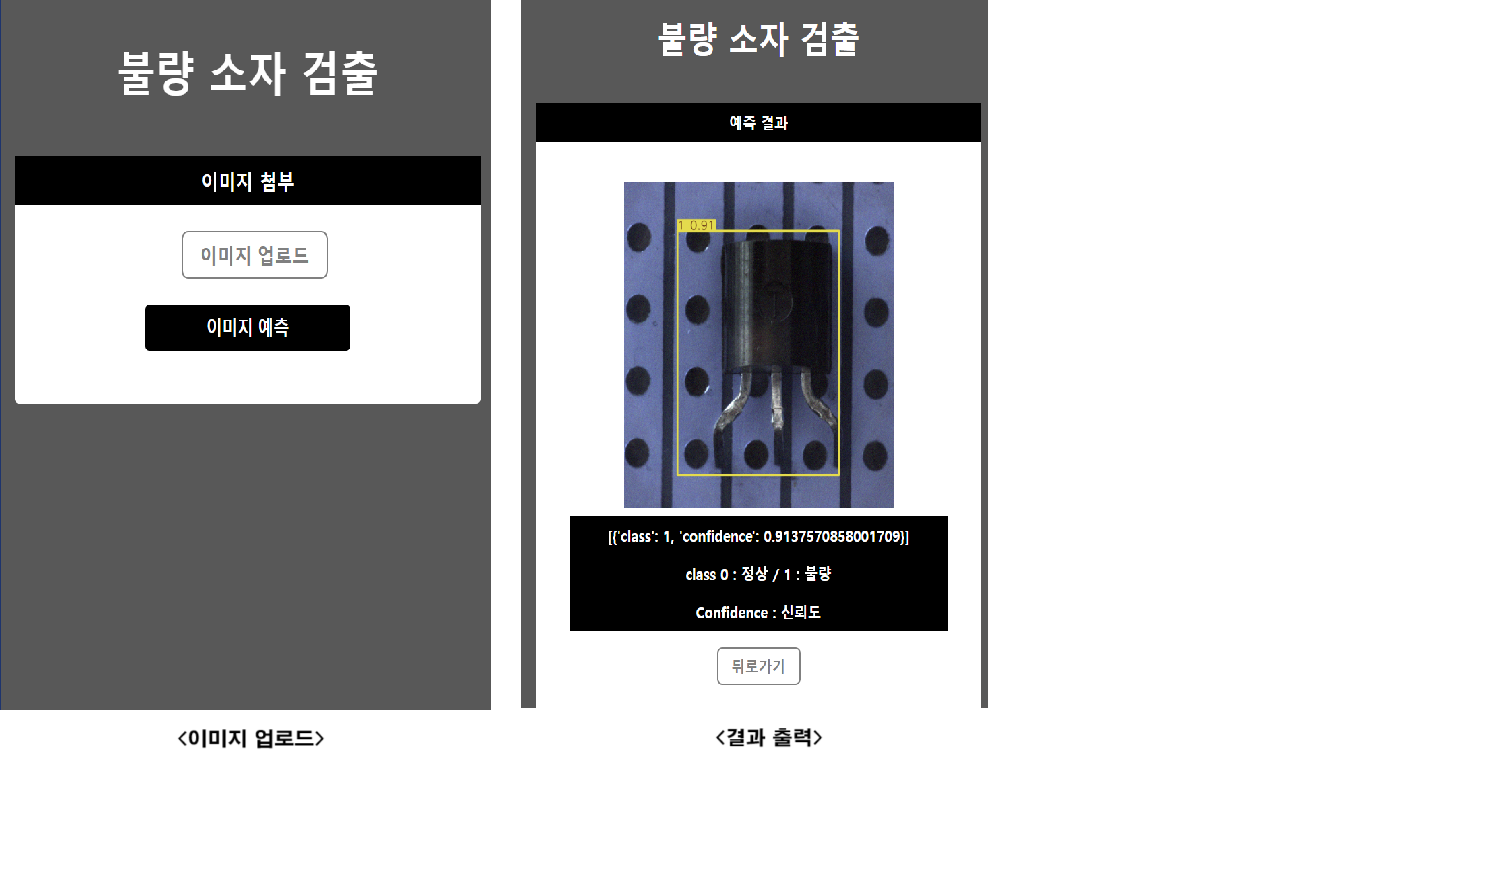 불량 소자 검출
이미지 첨부
이미지 업로드
이미지 예측
<이미지 업로드>
불량 소자 검출
예측 결과
1 0.91
[{'class': 1, 'confidence': 0.9137570858001709}]
class 0 : 정상 / 1 : 불량
Confidence : 신뢰도
뒤로가기
<결과 출력>